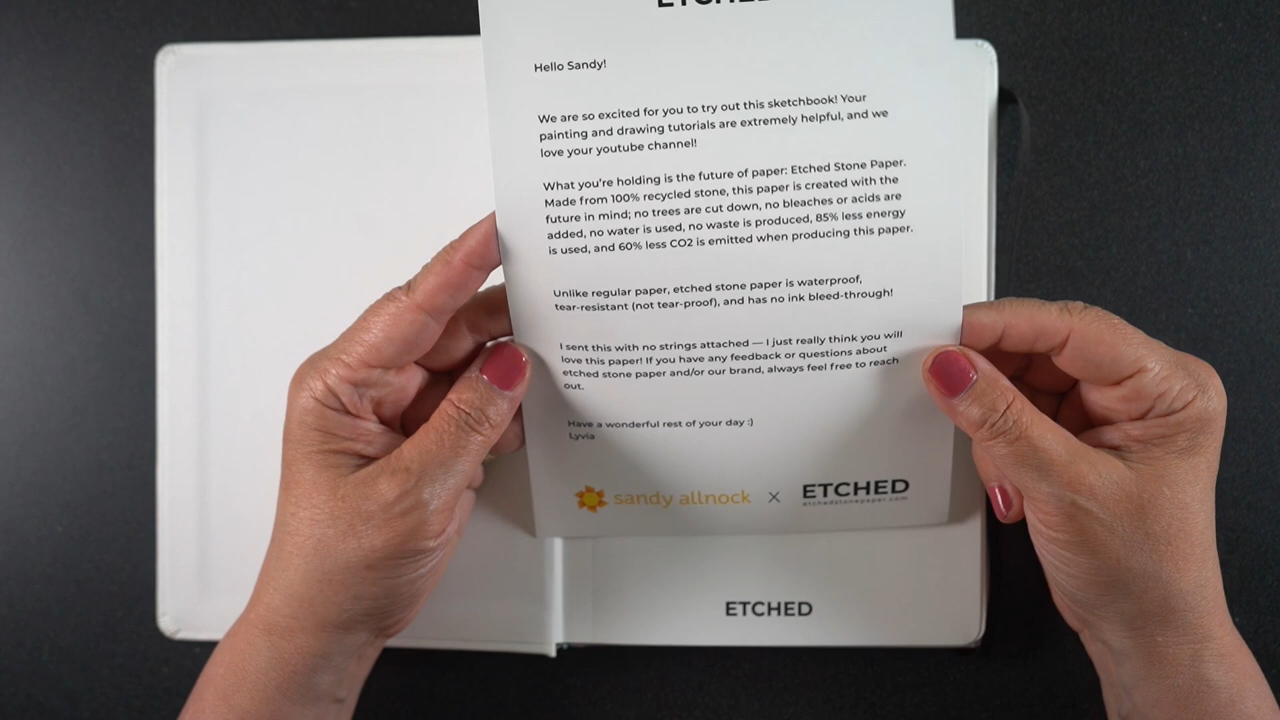 ETCHED
Hello Sandy!
We are so excited for you to try out this sketchbook! Your
painting and drawing tutorials are extremely helpful, and we
love your youtube channel!
What you're holding is the future of paper: Etched Stone Paper.
Made from 100% recycled stone, this paper is created with the
future in mind; no trees are cut down, no bleaches or acids are
added, no water is used, no waste is produced, 85% less energy
is used, and 60% less CO2 is emitted when producing this paper.
Unlike regular paper, etched stone paper is waterproof,
tear-resistant (not tear-proof), and has no ink bleed-through!
I sent this with no strings attached — I just really think you will
love this paper! If you have any feedback or questions about
etched stone paper and/or our brand, always feel free to reach
out.
Have a wonderful rest of your day :)
Lyvia
sandy allnock X ETCHED
etchedstonepaper.com
ETCHED